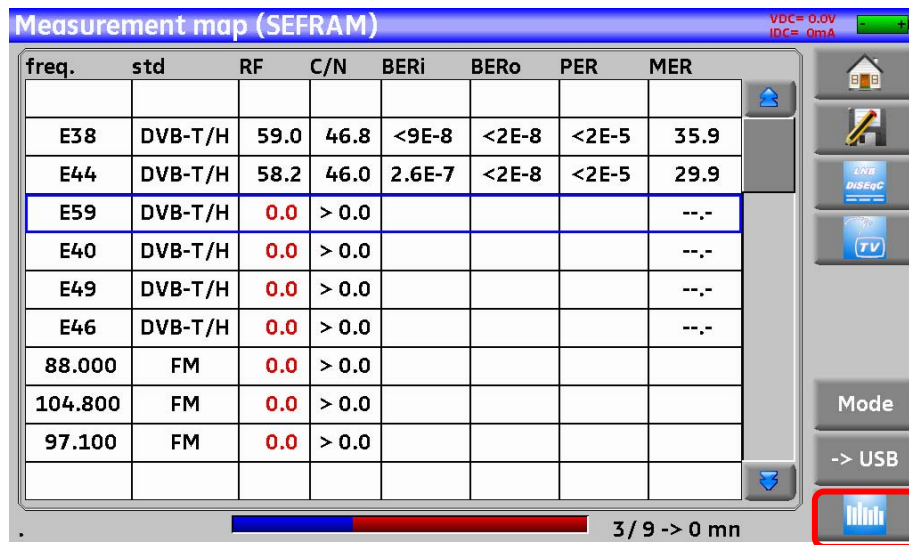 Measurement map (SEFRAM)
VDC= 0.0V
IDC= 0mA
- +
freq. std RF C/N BERi BERo PER MER
E38 DVB-T/H 59.0 46.8 <9E-8 <2E-8 <2E-5 35.9
E44 DVB-T/H 58.2 46.0 2.6E-7 <2E-8 <2E-5 29.9
E59 DVB-T/H 0.0 > 0.0 --.-
E40 DVB-T/H 0.0 > 0.0 --.-
E49 DVB-T/H 0.0 > 0.0 --.-
E46 DVB-T/H 0.0 > 0.0 --.-
88.000 FM 0.0 > 0.0
104.800 FM 0.0 > 0.0
97.100 FM 0.0 > 0.0
LNB
DiSEqC
TV
Mode
-> USB
. 3/ 9 -> 0 mn